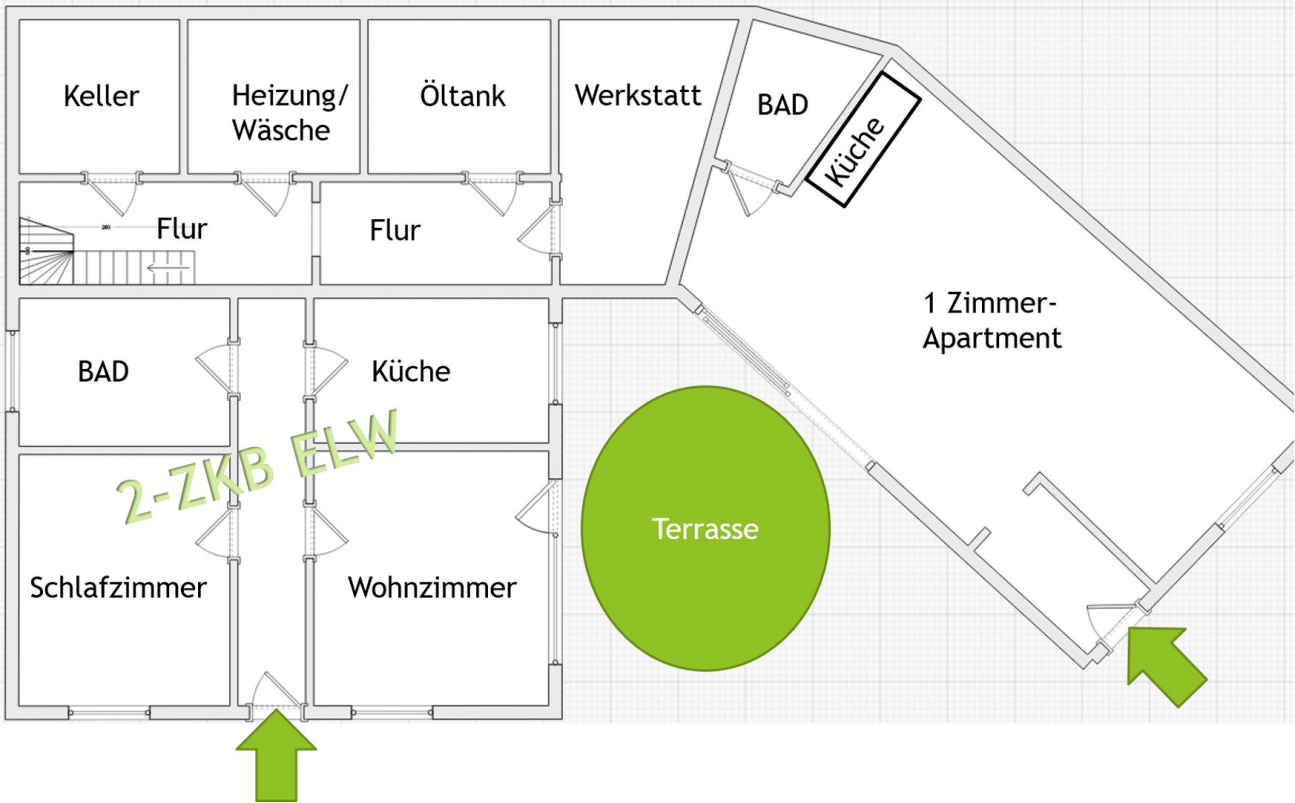 Keller
Heizung/
Wäsche
Öltank
Werkstatt
BAD
Küche
Flur
Flur
280
1 Zimmer-
Apartment
BAD
Küche
2-ZKB ELW
Terrasse
Schlafzimmer
Wohnzimmer